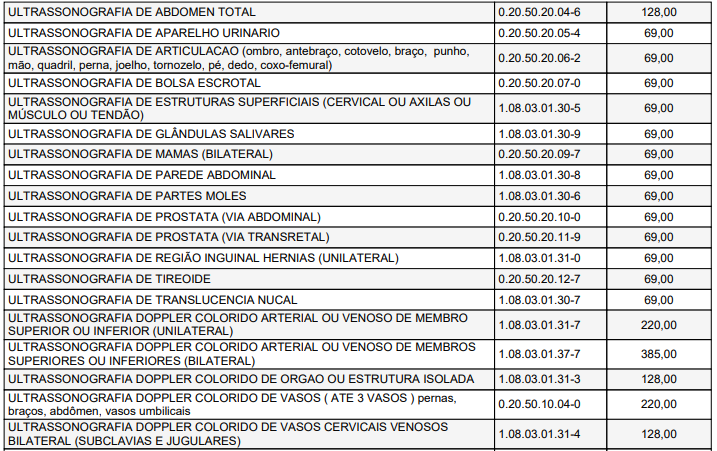 ULTRASSONOGRAFIA DE ABDOMEN TOTAL 0.20.50.20.04-6 128,00
ULTRASSONOGRAFIA DE APARELHO URINARIO 0.20.50.20.05-4 69,00
ULTRASSONOGRAFIA DE ARTICULACAO (ombro, antebraço, cotovelo, braço, punho,
mão, quadril, perna, joelho, tornozelo, pé, dedo, coxo-femural) 0.20.50.20.06-2 69,00
ULTRASSONOGRAFIA DE BOLSA ESCROTAL 0.20.50.20.07-0 69,00
ULTRASSONOGRAFIA DE ESTRUTURAS SUPERFICIAIS (CERVICAL OU AXILAS OU
MÚSCULO OU TENDÃO) 1.08.03.01.30-5 69,00
ULTRASSONOGRAFIA DE GLÂNDULAS SALIVARES 1.08.03.01.30-9 69,00
ULTRASSONOGRAFIA DE MAMAS (BILATERAL) 0.20.50.20.09-7 69,00
ULTRASSONOGRAFIA DE PAREDE ABDOMINAL 1.08.03.01.30-8 69,00
ULTRASSONOGRAFIA DE PARTES MOLES 1.08.03.01.30-6 69,00
ULTRASSONOGRAFIA DE PROSTATA (VIA ABDOMINAL) 0.20.50.20.10-0 69,00
ULTRASSONOGRAFIA DE PROSTATA (VIA TRANSRETAL) 0.20.50.20.11-9 69,00
ULTRASSONOGRAFIA DE REGIÃO INGUINAL HERNIAS (UNILATERAL) 1.08.03.01.31-0 69,00
ULTRASSONOGRAFIA DE TIREOIDE 0.20.50.20.12-7 69,00
ULTRASSONOGRAFIA DE TRANSLUCENCIA NUCAL 1.08.03.01.30-7 69,00
ULTRASSONOGRAFIA DOPPLER COLORIDO ARTERIAL OU VENOSO DE MEMBRO
SUPERIOR OU INFERIOR (UNILATERAL) 1.08.03.01.31-7 220,00
ULTRASSONOGRAFIA DOPPLER COLORIDO ARTERIAL OU VENOSO DE MEMBROS
SUPERIORES OU INFERIORES (BILATERAL) 1.08.03.01.37-7 385,00
ULTRASSONOGRAFIA DOPPLER COLORIDO DE ORGAO OU ESTRUTURA ISOLADA 1.08.03.01.31-3 128,00
ULTRASSONOGRAFIA DOPPLER COLORIDO DE VASOS ( ATE 3 VASOS ) pernas,
braços, abdômen, vasos umbilicais 0.20.50.10.04-0 220,00
ULTRASSONOGRAFIA DOPPLER COLORIDO DE VASOS CERVICAIS VENOSOS
BILATERAL (SUBCLAVIAS E JUGULARES) 1.08.03.01.31-4 128,00